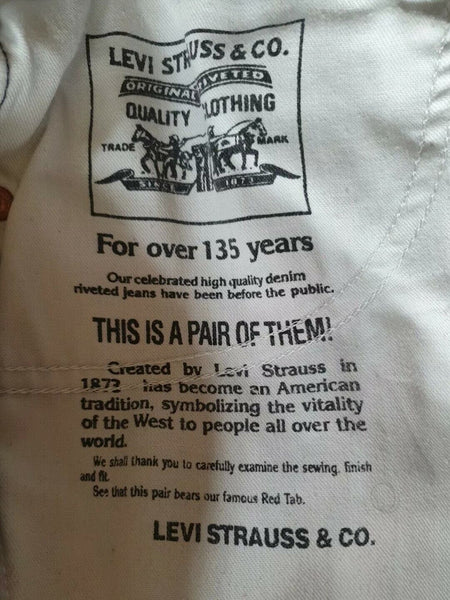 LEVI STRAUSS & CO.
ORIGINAL RIVETED
QUALITY CLOTHING
TRADE MARK
SINCE 1873
For over 135 years
Our celebrated high quality denim
riveted jeans have been before the public.
THIS IS A PAIR OF THEM!!
Created by Levi Strauss in
1873 has become an American
tradition, symbolizing the vitality
of the West to people all over the
world.
We shall thank you to carefully examine the sewing, finish
and fit.
See that this pair bears our famous Red Tab.
LEVI STRAUSS & CO.